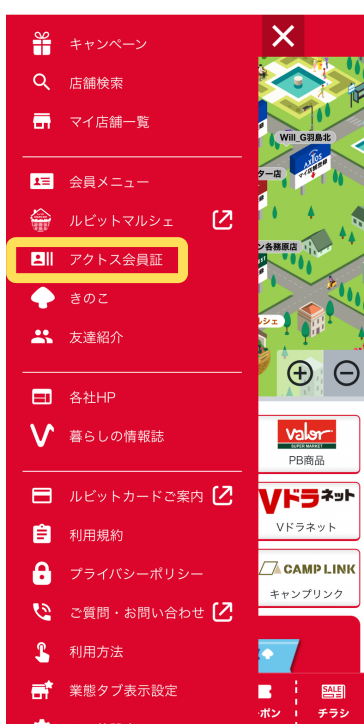 キャンペーン
店舗検索
マイ店舗一覧
会員メニュー
ルビットマルシェ
アクトス会員証
きのこ
友達紹介
各社HP
暮らしの情報誌
ルビットカードご案内
利用規約
プライバシーポリシー
ご質問・お問い合わせ
利用方法
業態タブ表示設定
Will_G羽島北
AXTOS
マイ店舗登録
ター店
ン各務原店
ルシェ
Valor
SUPER MARKET
PB商品
Vドラネット
Vドラネット
CAMP LINK
キャンプリンク
ポン
SALE
チラシ